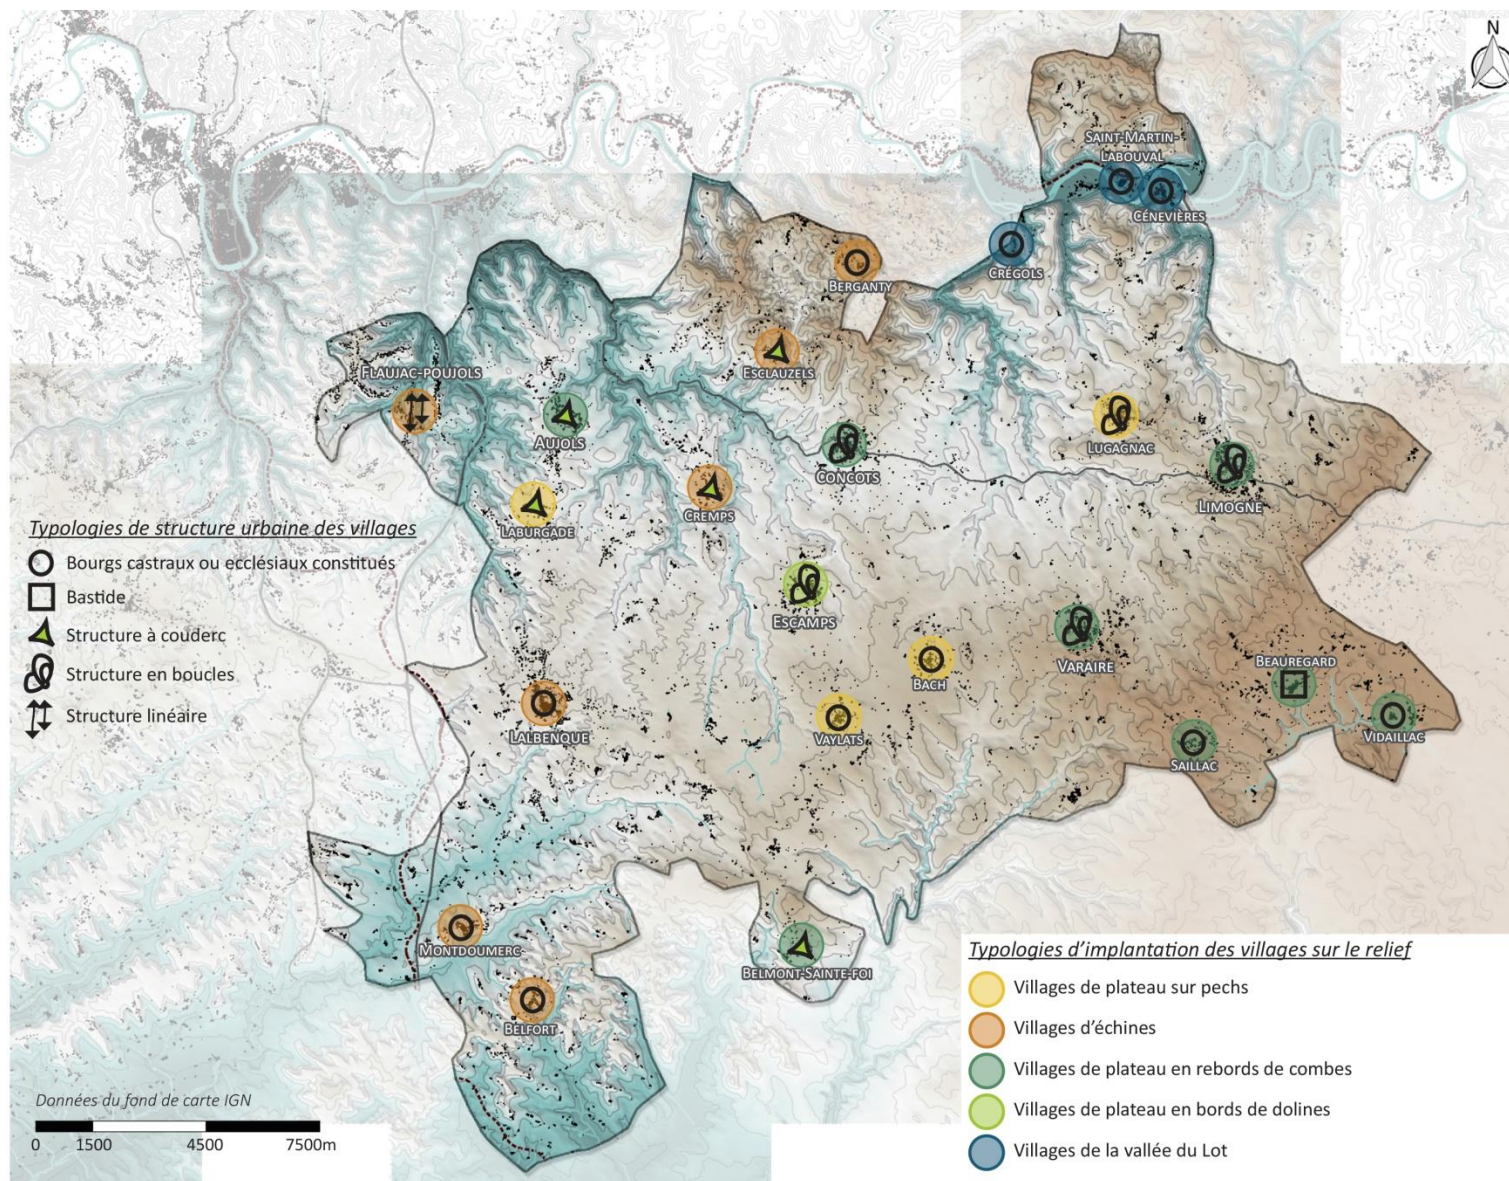 N
SAINT-MARTIN-
LABOUVAL
CÉNEVIÈRES
CRÉGOLS
BERGANTY
ESCLAUZELS
FLAUJAC-POUJOLS
AUJOLS
CONCOTS
LUGAGNAC
LIMOGNE
LABURGADE
CREMPS
ESCAMPS
VARAIRE
BACH
BEAUREGARD
LALBENQUE
VAYLATS
VIDAILLAC
SAILLAC
MONTDOUMERC
BELMONT-SAINTE-FOI
BELFORT
Typologies de structure urbaine des villages
Bourgs castraux ou ecclésiaux constitués
Bastide
Structure à couderc
Structure en boucles
Structure linéaire
Typologies d'implantation des villages sur le relief
Villages de plateau sur pechs
Villages d'échines
Villages de plateau en rebords de combes
Villages de plateau en bords de dolines
Villages de la vallée du Lot
Données du fond de carte IGN
0 1500 4500 7500m